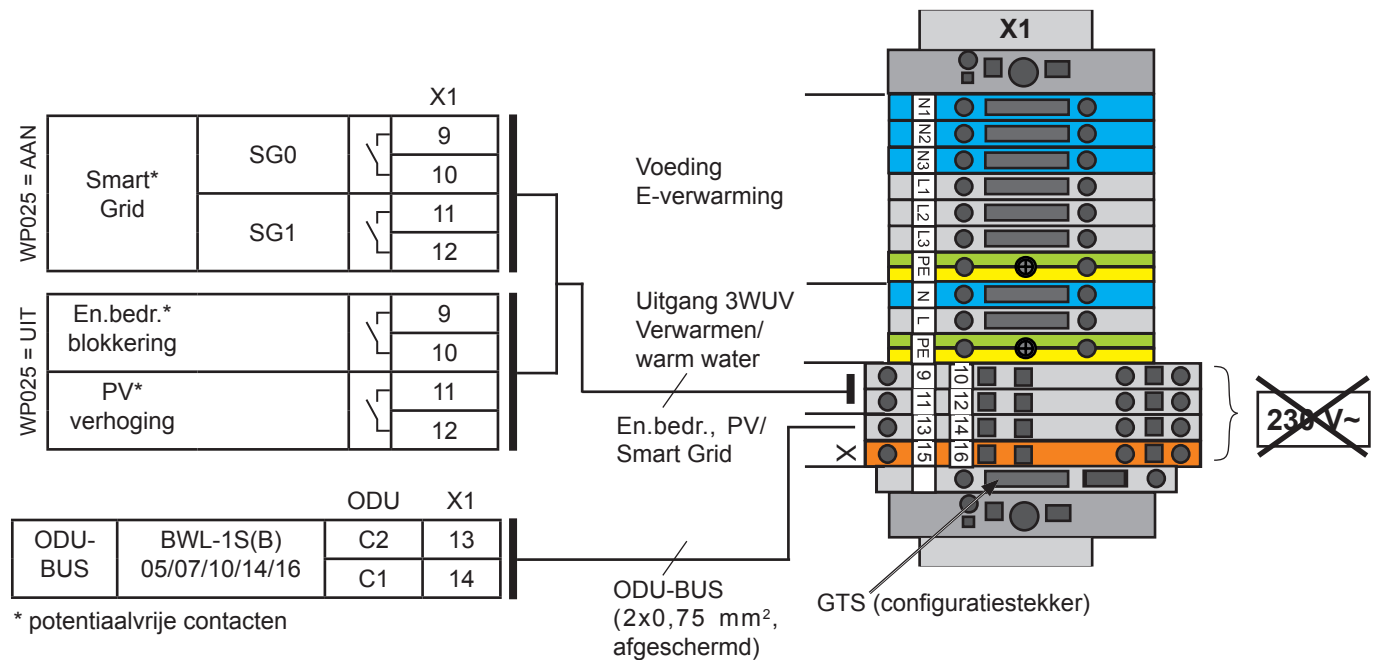 X1
WP025 = AAN
Smart*
Grid
SG0
9
10
SG1
11
12
WP025 = UIT
En.bedr.*
blokkering
9
10
PV*
verhoging
11
12
ODU X1
ODU-
BUS
BWL-1S(B)
05/07/10/14/16
C2 13
C1 14
* potentiaalvrije contacten
Voeding
E-verwarming
Uitgang 3WUV
Verwarmen/
warm water
En.bedr., PV/
Smart Grid
ODU-BUS
(2x0,75 mm²,
afgeschermd)
X1
N1
N2
N3
L1
L2
L3
PE
N
L
PE
9 10
11 12
13 14
X 15 16
230 V~
GTS (configuratiestekker)